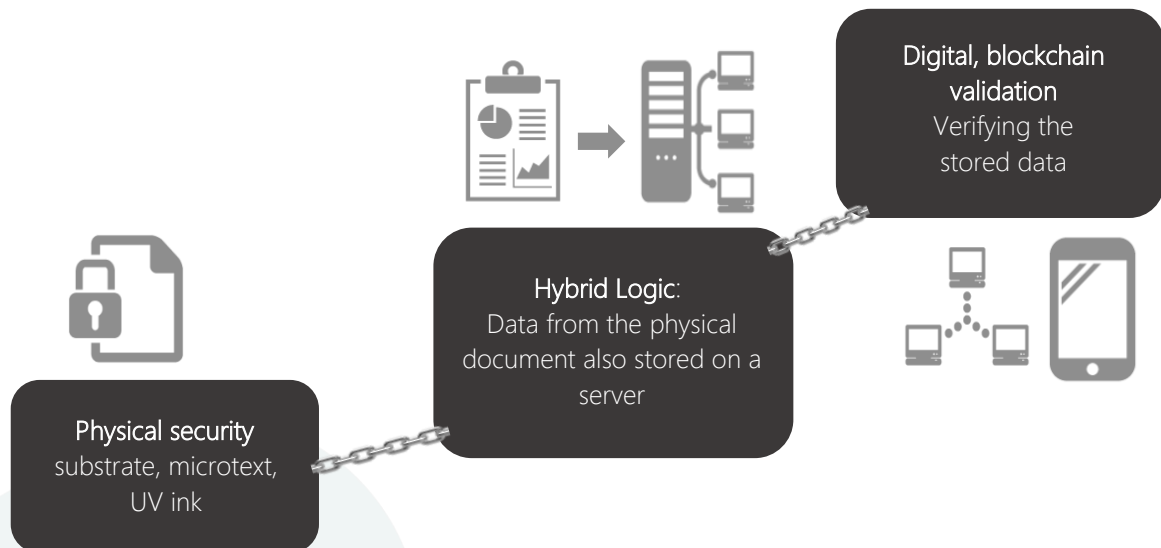 Digital, blockchain
validation
Verifying the
stored data
Hybrid Logic:
Data from the physical
document also stored on a
server
Physical security
substrate, microtext,
UV ink